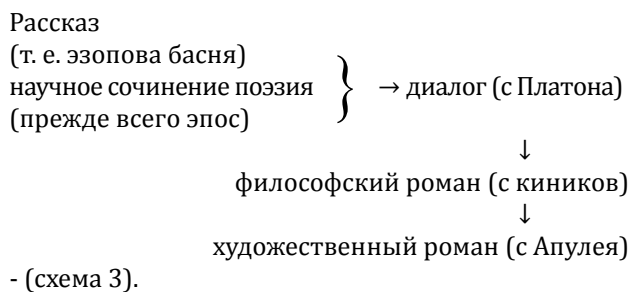 Рассказ
(т. е. эзопова басня)
научное сочинение поэзия } → диалог (с Платона)
(прежде всего эпос)
↓
философский роман (с киников)
↓
художественный роман (с Апулея)
- (схема 3).